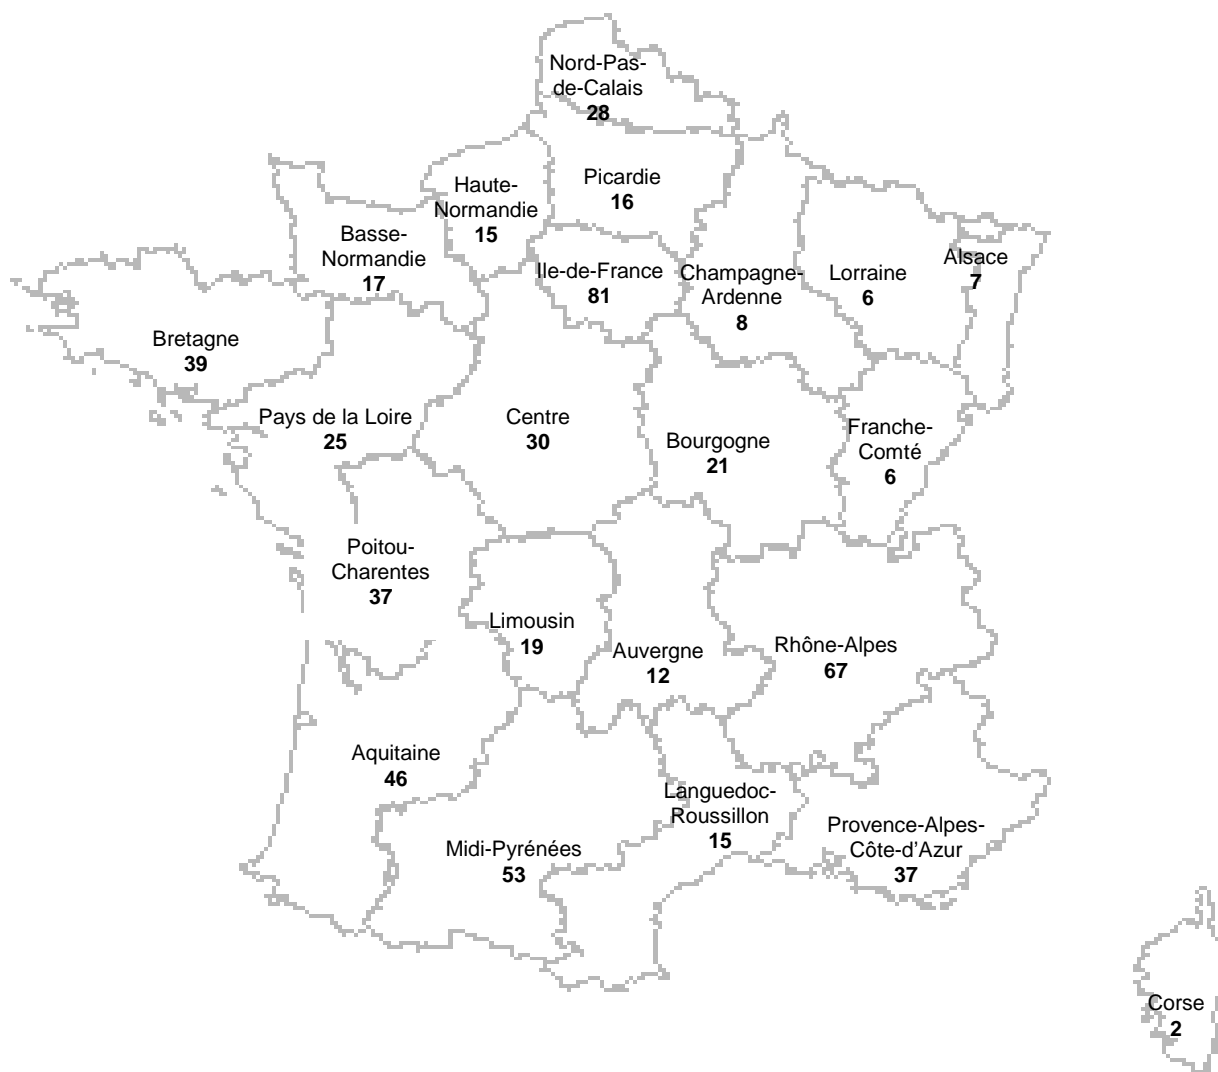 Nord-Pas-
de-Calais
28
Picardie
16
Haute-
Normandie
15
Basse-
Normandie
17
Ile-de-France
81
Champagne-
Ardenne
8
Lorraine
6
Alsace
7
Bretagne
39
Pays de la Loire
25
Centre
30
Bourgogne
21
Franche-
Comté
6
Poitou-
Charentes
37
Limousin
19
Auvergne
12
Rhône-Alpes
67
Aquitaine
46
Midi-Pyrénées
53
Languedoc-
Roussillon
15
Provence-Alpes-
Côte-d'Azur
37
Corse
2